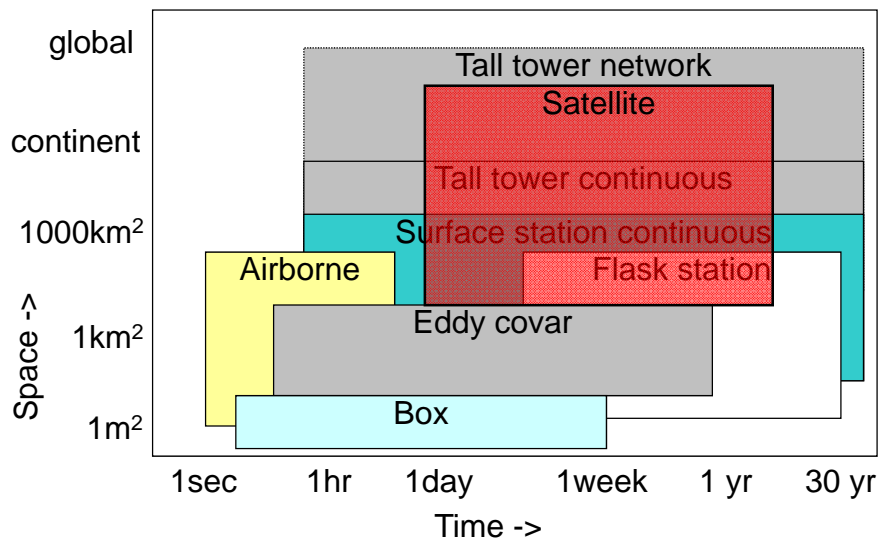 global
Tall tower network
Satellite
continent
Tall tower continuous
1000km²
Surface station continuous
Airborne
Flask station
Space ->
Eddy covar
1km²
Box
1m²
1sec
1hr
1day
1week
1 yr
30 yr
Time ->